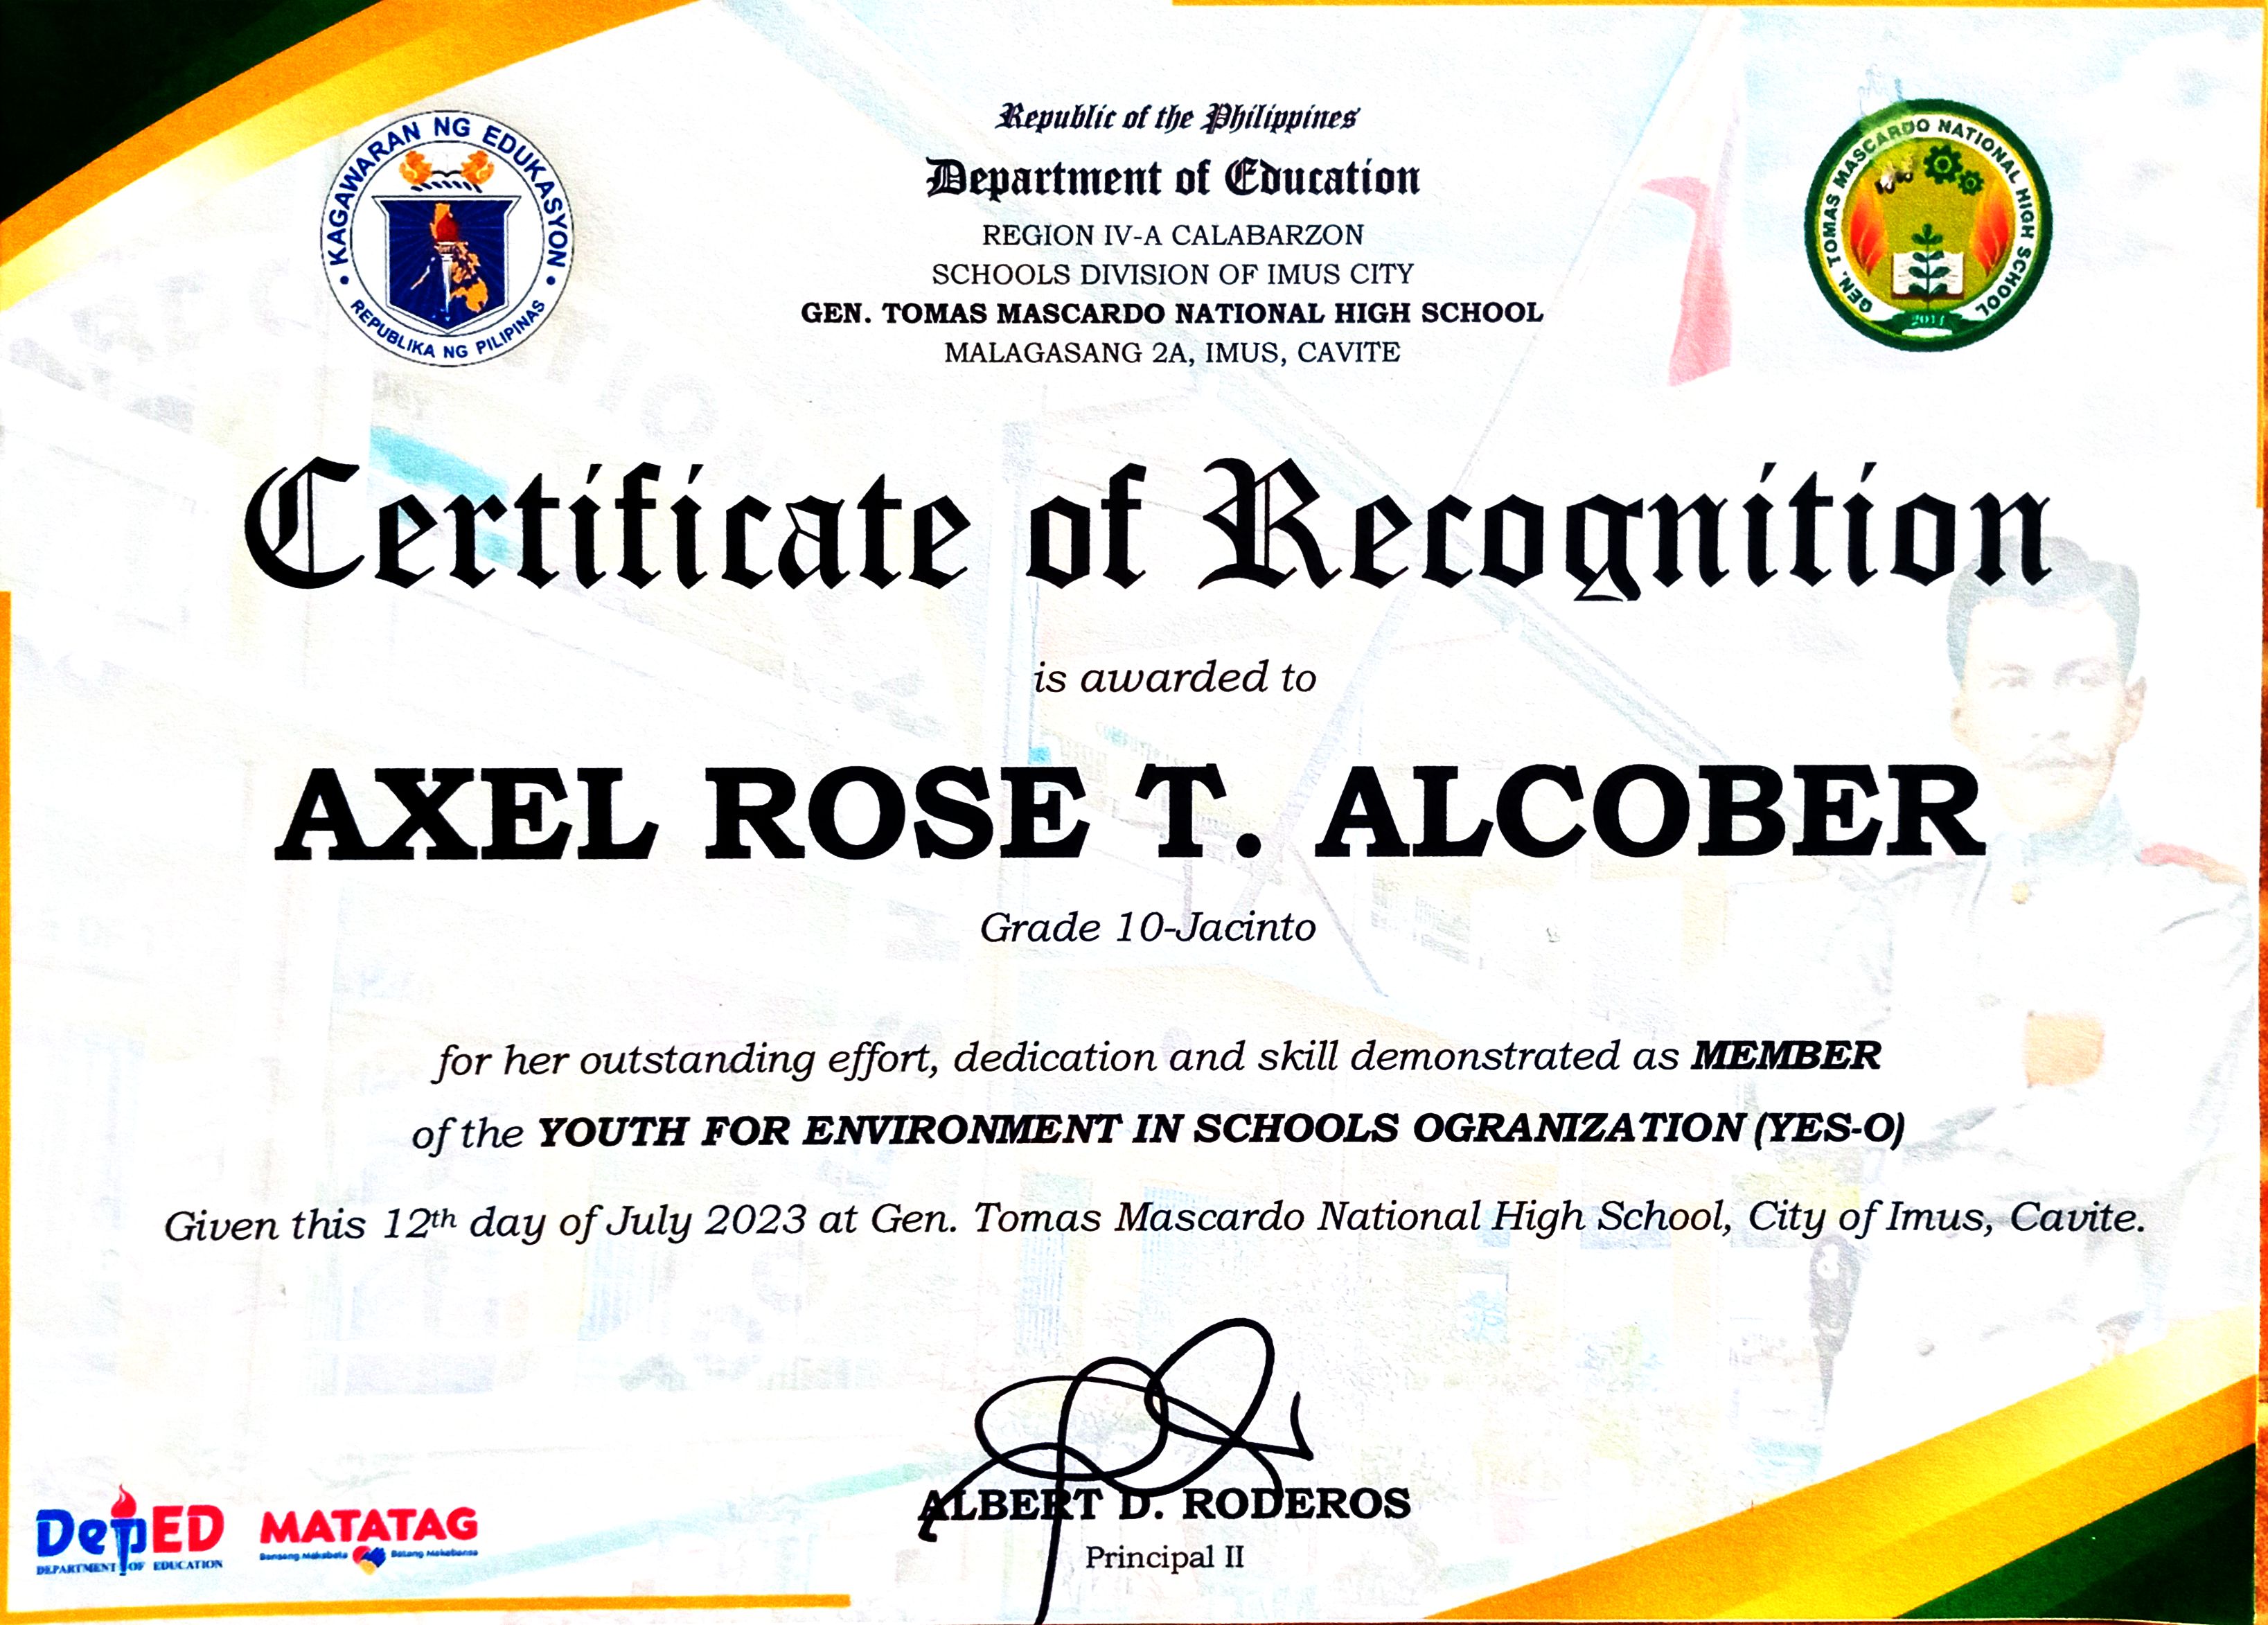 Republic of the Philippines
Department of Education
REGION IV-A CALABARZON
SCHOOLS DIVISION OF IMUS CITY
GEN. TOMAS MASCARDO NATIONAL HIGH SCHOOL
MALAGASANG 2A, IMUS, CAVITE
KAGAWARAN NG EDUKASYON
REPUBLIKA NG PILIPINAS
GEN. TOMAS MASCARDO NATIONAL HIGH SCHOOL
Certificate of Recognition
is awarded to
AXEL ROSE T. ALCOBER
Grade 10-Jacinto
for her outstanding effort, dedication and skill demonstrated as MEMBER
of the YOUTH FOR ENVIRONMENT IN SCHOOLS OGRANIZATION (YES-O)
Given this 12th day of July 2023 at Gen. Tomas Mascardo National High School, City of Imus, Cavite.
ALBERT D. RODEROS
Principal II
DepED
DEPARTMENT OF EDUCATION
MATATAG
Bansang Makabata Batang Makabansa